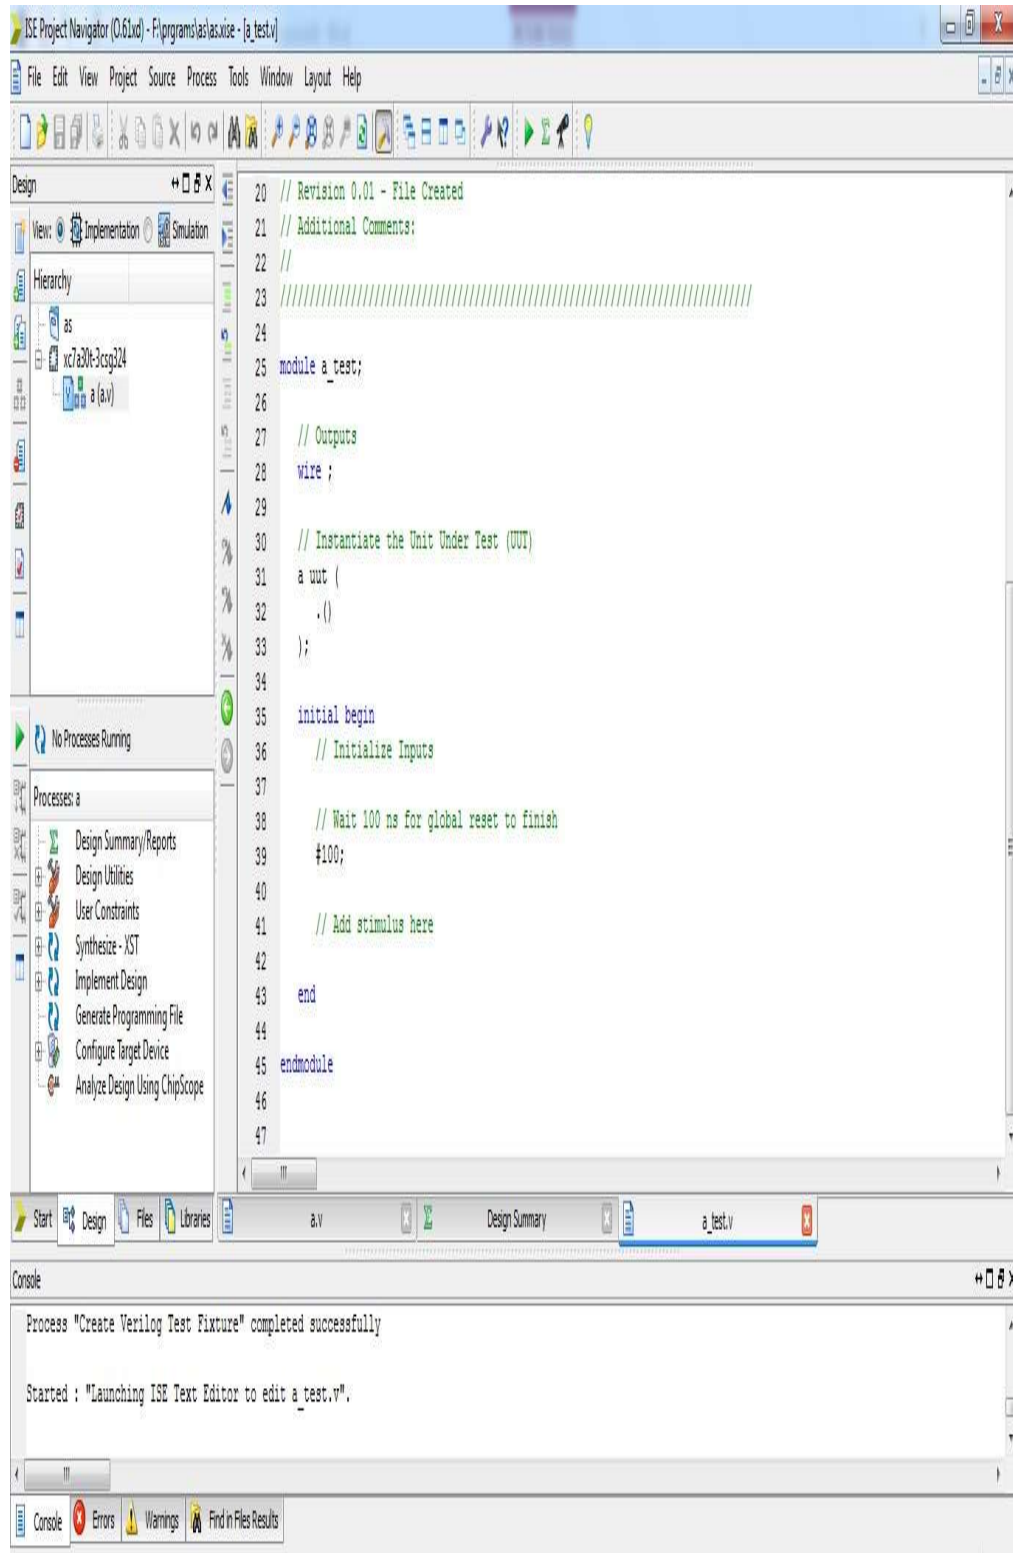 ISE Project Navigator (O.61xd) - F:\prgrams\as\as.xise - [a_test.v]
File Edit View Project Source Process Tools Window Layout Help
Design
View: Implementation Simulation
Hierarchy
as
xc7a30t-3csg324
a (a.v)
No Processes Running
Processes: a
Design Summary/Reports
Design Utilities
User Constraints
Synthesize - XST
Implement Design
Generate Programming File
Configure Target Device
Analyze Design Using ChipScope
Start Design Files Libraries
20 // Revision 0.01 - File Created
21 // Additional Comments:
22 //
23 ////////////////////////////////////////////////////////////////////////////////
24
25 module a_test;
26
27 // Outputs
28 wire ;
29
30 // Instantiate the Unit Under Test (UUT)
31 a uut (
32 .()
33 );
34
35 initial begin
36 // Initialize Inputs
37
38 // Wait 100 ns for global reset to finish
39 #100;
40
41 // Add stimulus here
42
43 end
44
45 endmodule
46
47
a.v Design Summary a_test.v
Console
Process "Create Verilog Test Fixture" completed successfully
Started : "Launching ISE Text Editor to edit a_test.v".
Console Errors Warnings Find in Files Results